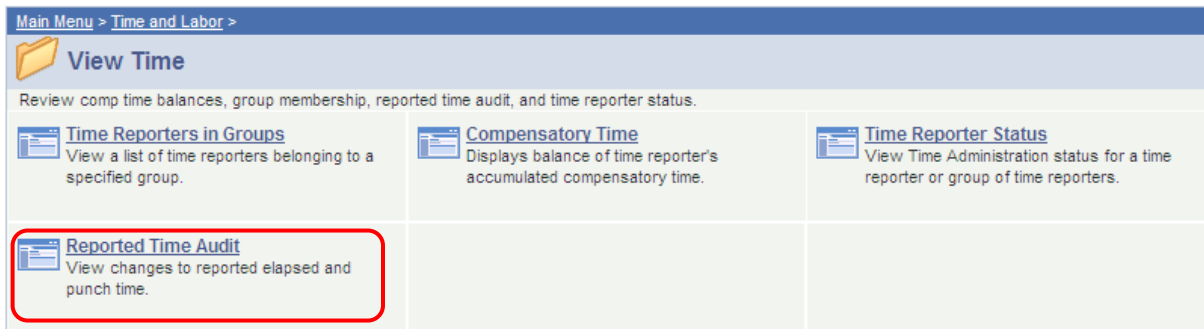 Main Menu > Time and Labor >
View Time
Review comp time balances, group membership, reported time audit, and time reporter status.
Time Reporters in Groups
View a list of time reporters belonging to a
specified group.
Compensatory Time
Displays balance of time reporter's
accumulated compensatory time.
Time Reporter Status
View Time Administration status for a time
reporter or group of time reporters.
Reported Time Audit
View changes to reported elapsed and
punch time.